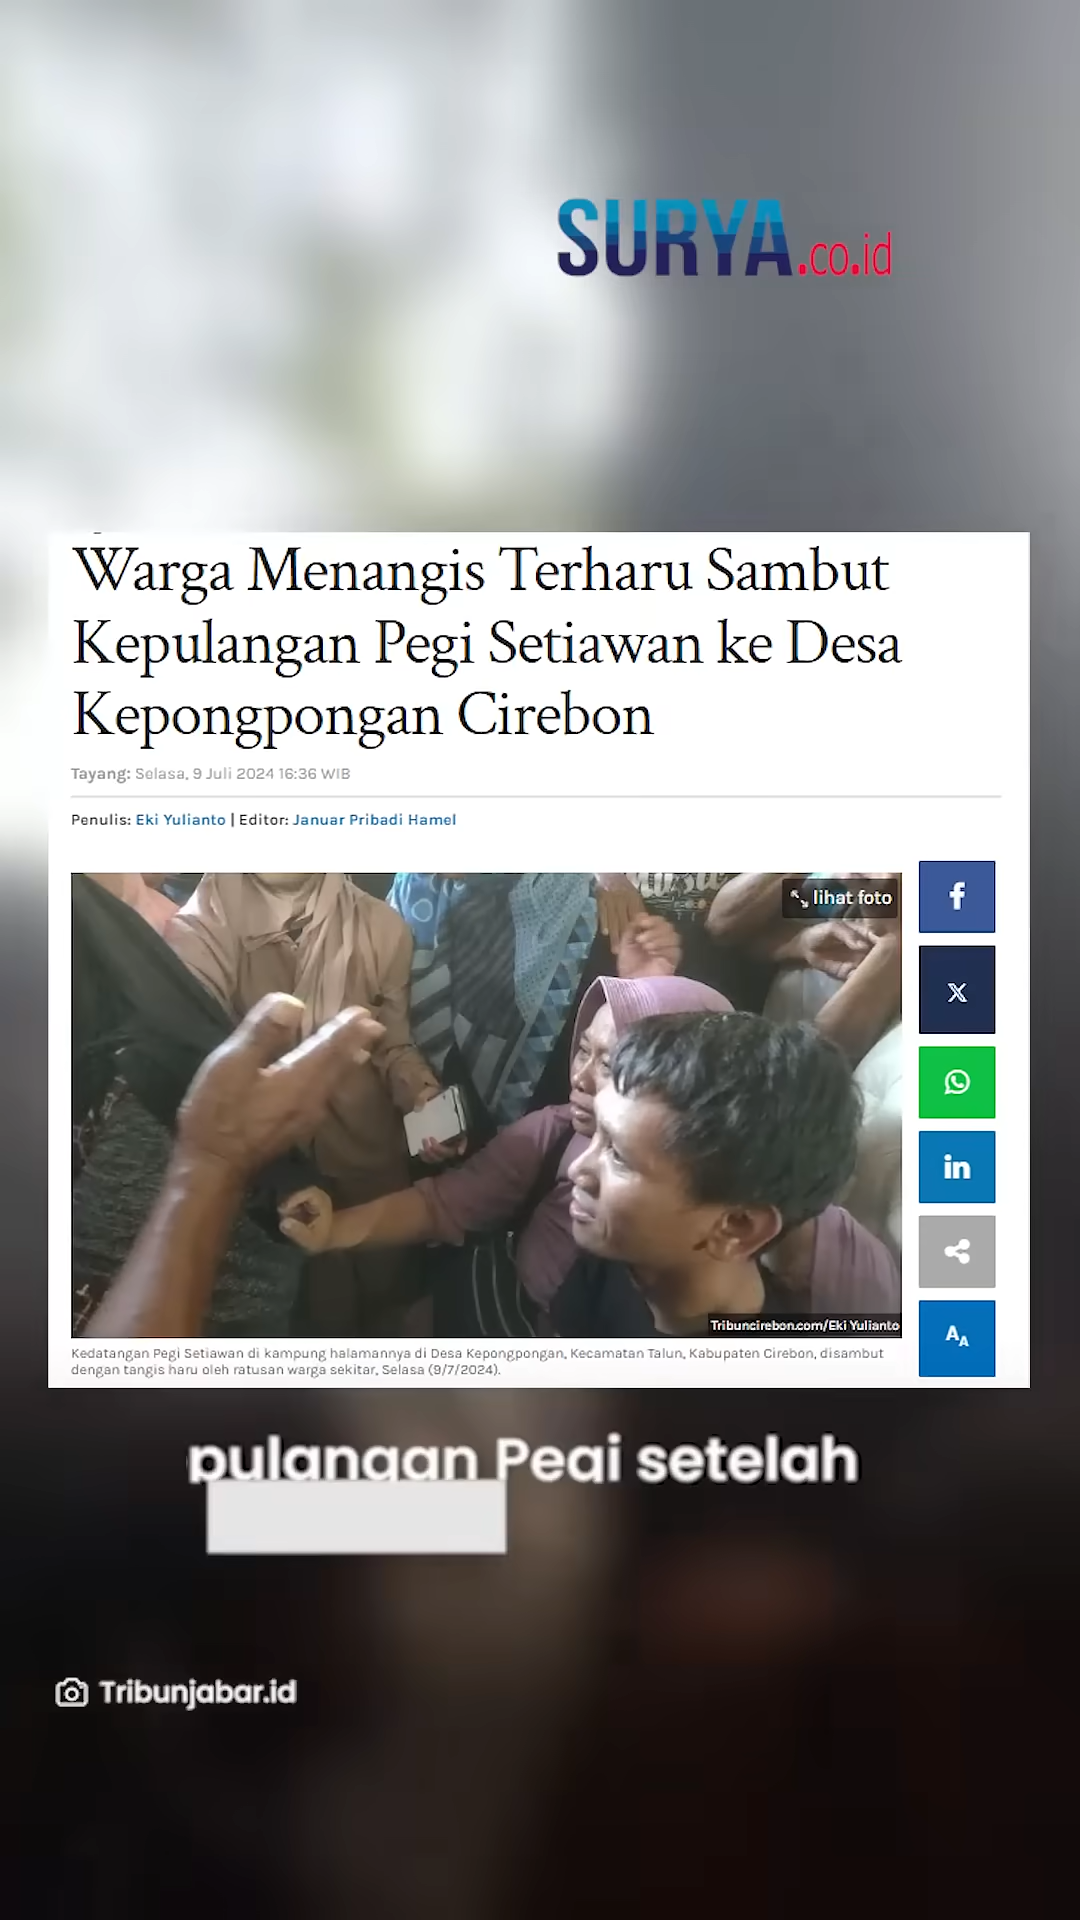 SURYA.co.id
Warga Menangis Terharu Sambut
Kepulangan Pegi Setiawan ke Desa
Kepongpongan Cirebon
Tayang: Selasa, 9 Juli 2024 16:36 WIB
Penulis: Eki Yulianto | Editor: Januar Pribadi Hamel
lihat foto
Tribuncirebon.com/Eki Yulianto
Kedatangan Pegi Setiawan di kampung halamannya di Desa Kepongpongan, Kecamatan Talun, Kabupaten Cirebon, disambut
dengan tangis haru oleh ratusan warga sekitar, Selasa (9/7/2024).
pulangan Pegi setelah
Tribunjabar.id